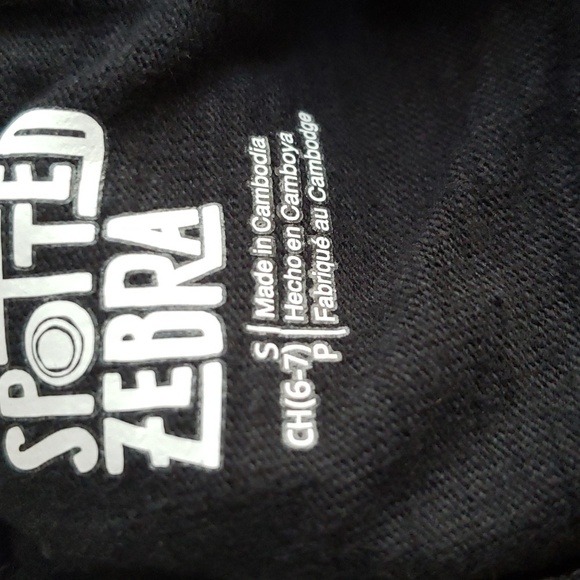 SPOTTED
ZEBRA
S | Made in Cambodia
CH(6-7) | Hecho en Camboya
P | Fabriqué au Cambodge